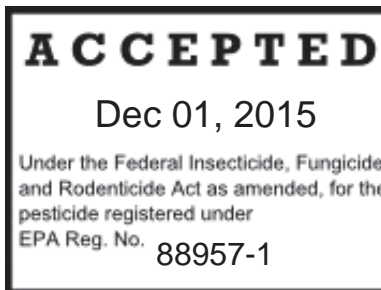 ACCEPTED
Dec 01, 2015
Under the Federal Insecticide, Fungicide
and Rodenticide Act as amended, for the
pesticide registered under
EPA Reg. No. 88957-1